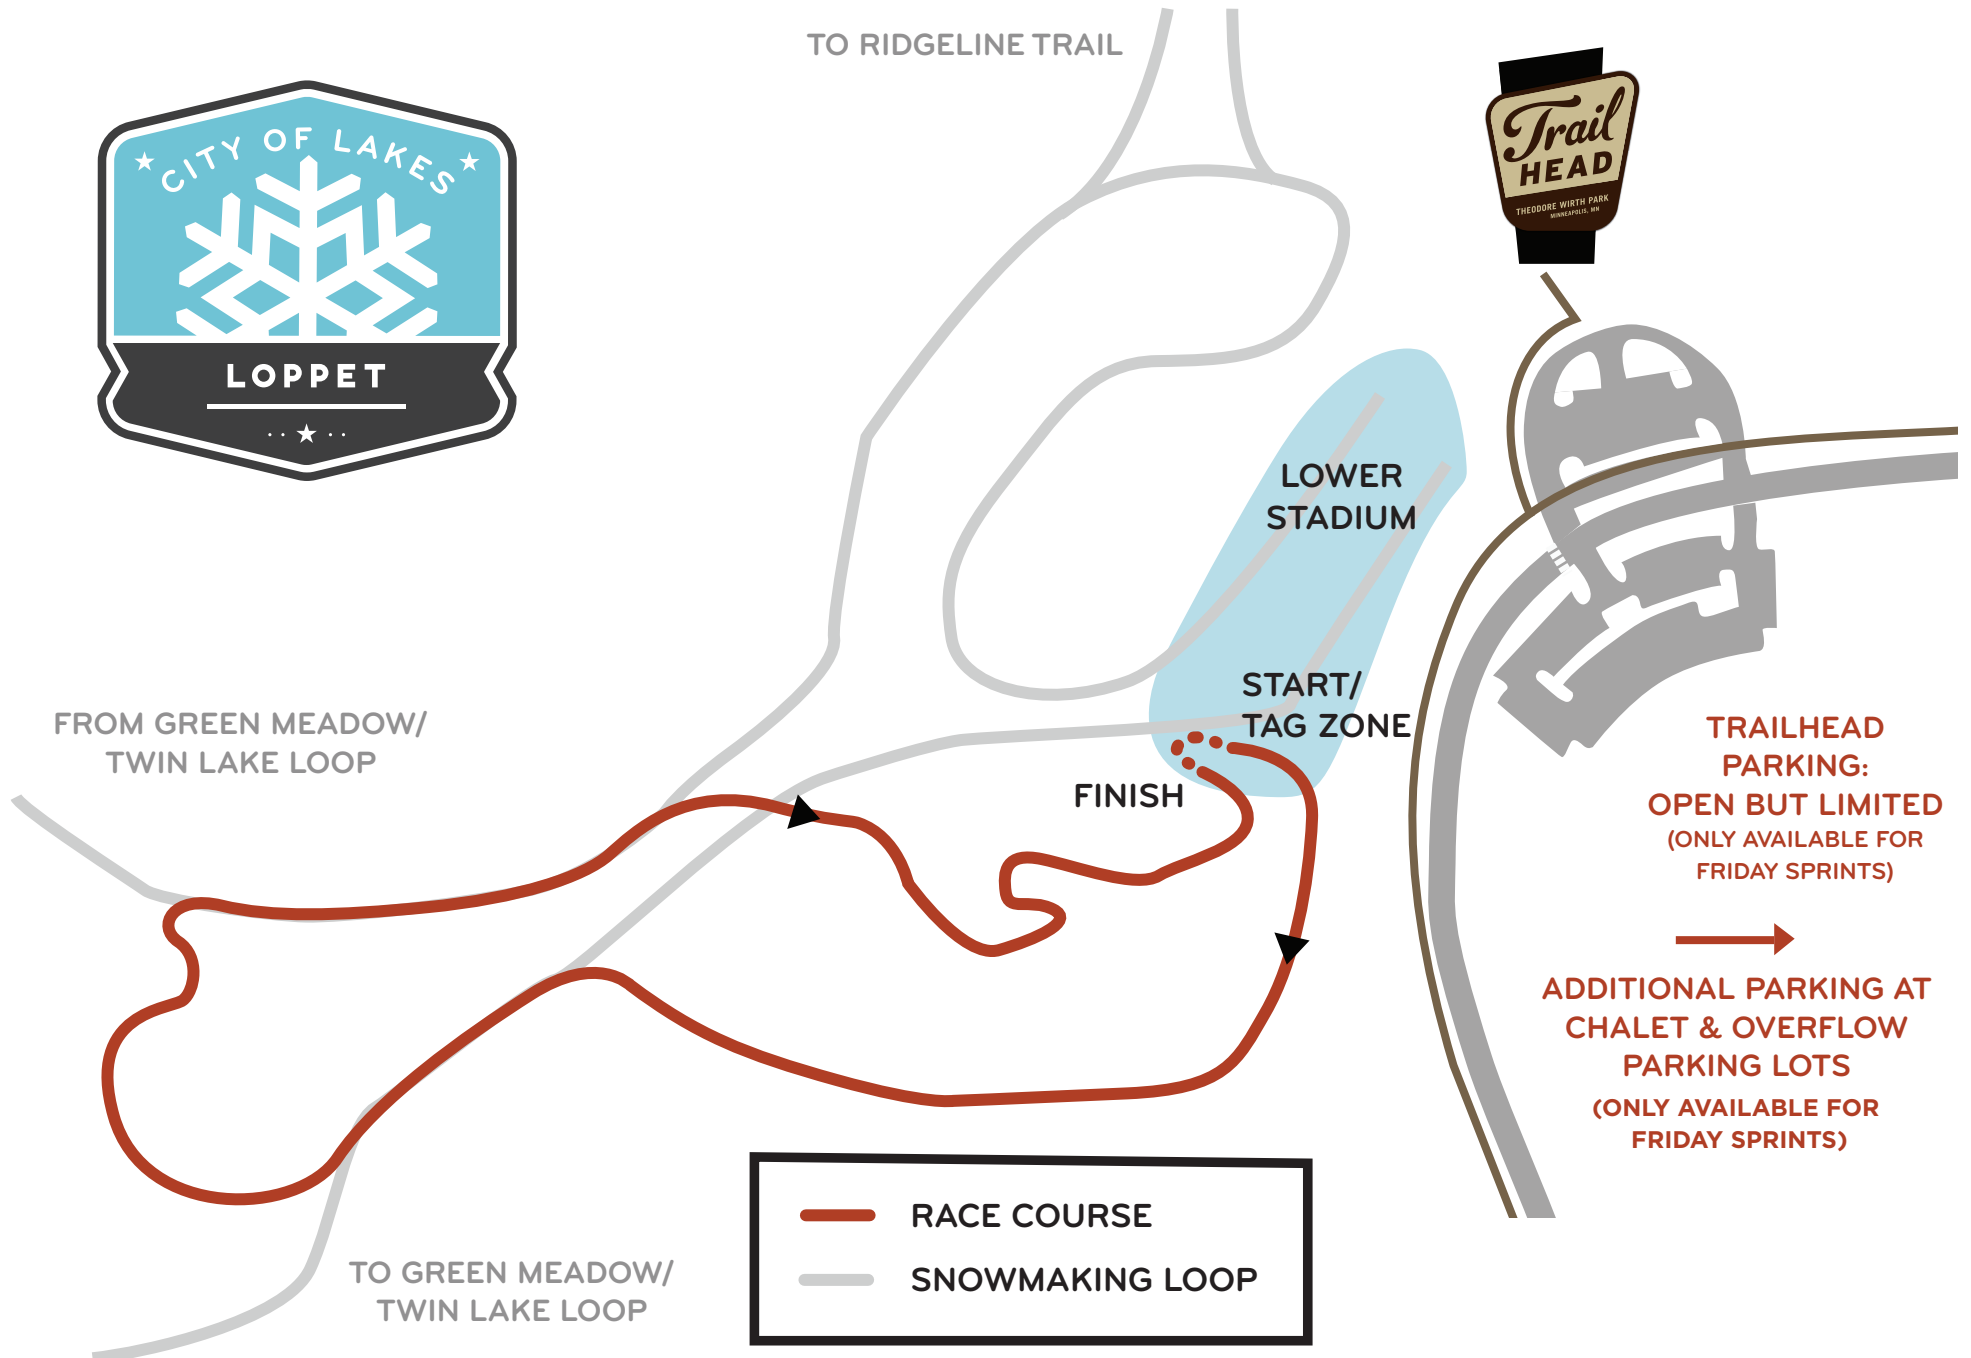 TO RIDGELINE TRAIL
CITY OF LAKES
LOPPET
Trail
HEAD
THEODORE WIRTH PARK
MINNEAPOLIS, MN
LOWER
STADIUM
START/
TAG ZONE
FINISH
FROM GREEN MEADOW/
TWIN LAKE LOOP
TRAILHEAD
PARKING:
OPEN BUT LIMITED
(ONLY AVAILABLE FOR
FRIDAY SPRINTS)
ADDITIONAL PARKING AT
CHALET & OVERFLOW
PARKING LOTS
(ONLY AVAILABLE FOR
FRIDAY SPRINTS)
RACE COURSE
SNOWMAKING LOOP
TO GREEN MEADOW/
TWIN LAKE LOOP